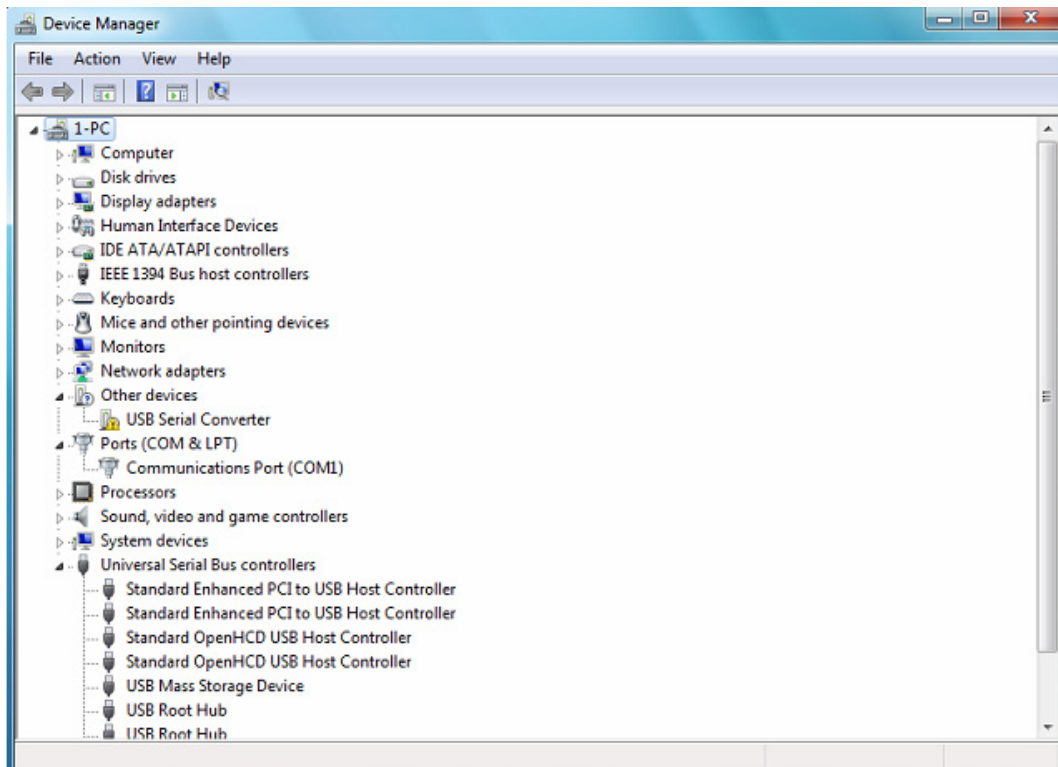 Device Manager
File Action View Help
1-PC
Computer
Disk drives
Display adapters
Human Interface Devices
IDE ATA/ATAPI controllers
IEEE 1394 Bus host controllers
Keyboards
Mice and other pointing devices
Monitors
Network adapters
Other devices
USB Serial Converter
Ports (COM & LPT)
Communications Port (COM1)
Processors
Sound, video and game controllers
System devices
Universal Serial Bus controllers
Standard Enhanced PCI to USB Host Controller
Standard Enhanced PCI to USB Host Controller
Standard OpenHCD USB Host Controller
Standard OpenHCD USB Host Controller
USB Mass Storage Device
USB Root Hub
USB Root Hub